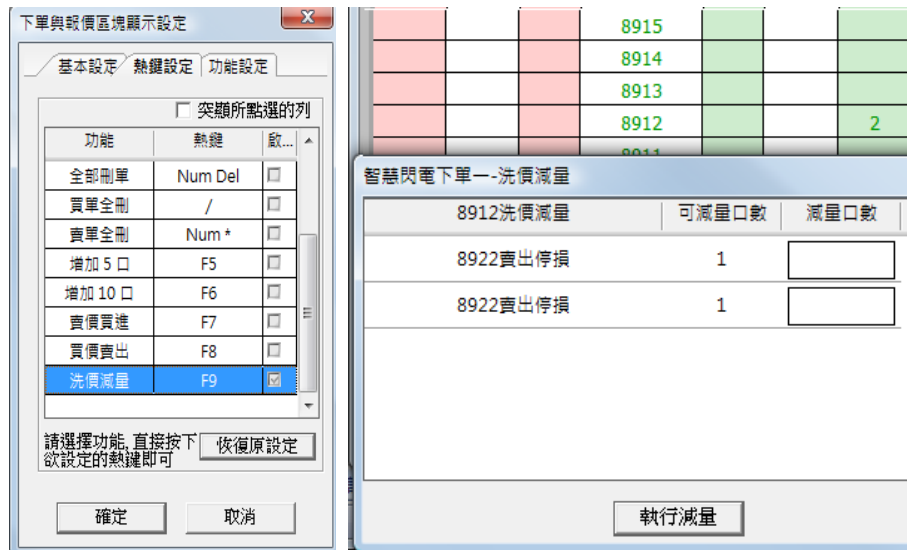 下單與報價區塊顯示設定
基本設定 熱鍵設定 功能設定
突顯所點選的列
功能 熱鍵 啟...
全部刪單 Num Del
買單全刪 /
賣單全刪 Num *
增加 5 口 F5
增加 10 口 F6
賣價買進 F7
買價賣出 F8
洗價減量 F9
請選擇功能, 直接按下
欲設定的熱鍵即可
恢復原設定
確定 取消
8915
8914
8913
8912 2
8911
智慧閃電下單一-洗價減量
8912洗價減量 可減量口數 減量口數
8922賣出停損 1
8922賣出停損 1
執行減量